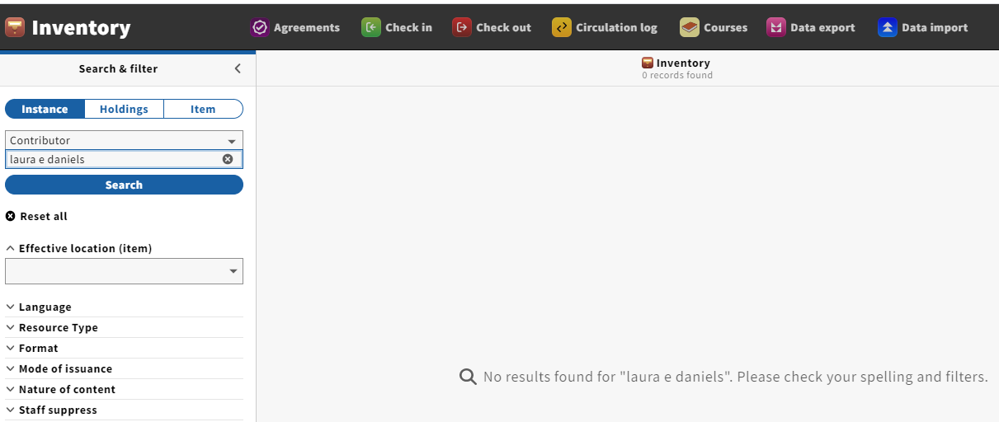 Inventory Agreements Check in Check out Circulation log Courses Data export Data import
Search & filter
Inventory
0 records found
Instance Holdings Item
Contributor
laura e daniels
Search
Reset all
Effective location (item)
Language
Resource Type
Format
Mode of issuance
Nature of content
Staff suppress
No results found for "laura e daniels". Please check your spelling and filters.